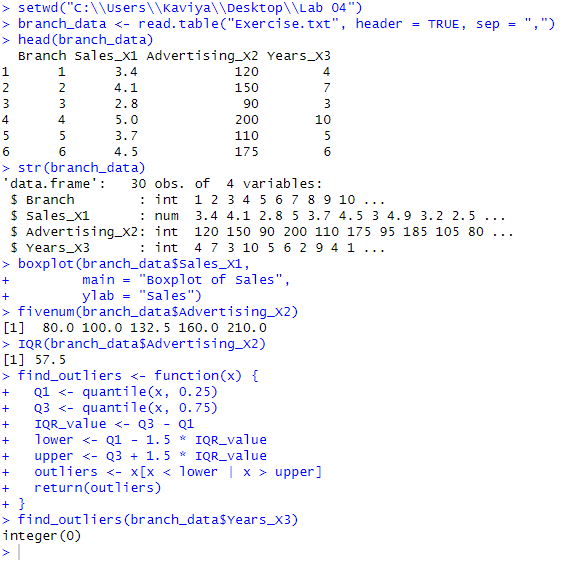 > setwd("C:\\Users\\Kaviya\\Desktop\\Lab 04")
> branch_data <- read.table("Exercise.txt", header = TRUE, sep = ",")
> head(branch_data)
  Branch Sales_X1 Advertising_X2 Years_X3
1      1      3.4            120        4
2      2      4.1            150        7
3      3      2.8             90        3
4      4      5.0            200       10
5      5      3.7            110        5
6      6      4.5            175        6
> str(branch_data)
'data.frame':   30 obs. of  4 variables:
 $ Branch        : int  1 2 3 4 5 6 7 8 9 10 ...
 $ Sales_X1      : num  3.4 4.1 2.8 5 3.7 4.5 3 4.9 3.2 2.5 ...
 $ Advertising_X2: int  120 150 90 200 110 175 95 185 105 80 ...
 $ Years_X3      : int  4 7 3 10 5 6 2 9 4 1 ...
> boxplot(branch_data$Sales_X1,
+         main = "Boxplot of Sales",
+         ylab = "Sales")
> fivenum(branch_data$Advertising_X2)
[1]  80.0 100.0 132.5 160.0 210.0
> IQR(branch_data$Advertising_X2)
[1] 57.5
> find_outliers <- function(x) {
+   Q1 <- quantile(x, 0.25)
+   Q3 <- quantile(x, 0.75)
+   IQR_value <- Q3 - Q1
+   lower <- Q1 - 1.5 * IQR_value
+   upper <- Q3 + 1.5 * IQR_value
+   outliers <- x[x < lower | x > upper]
+   return(outliers)
+ }
> find_outliers(branch_data$Years_X3)
integer(0)
>